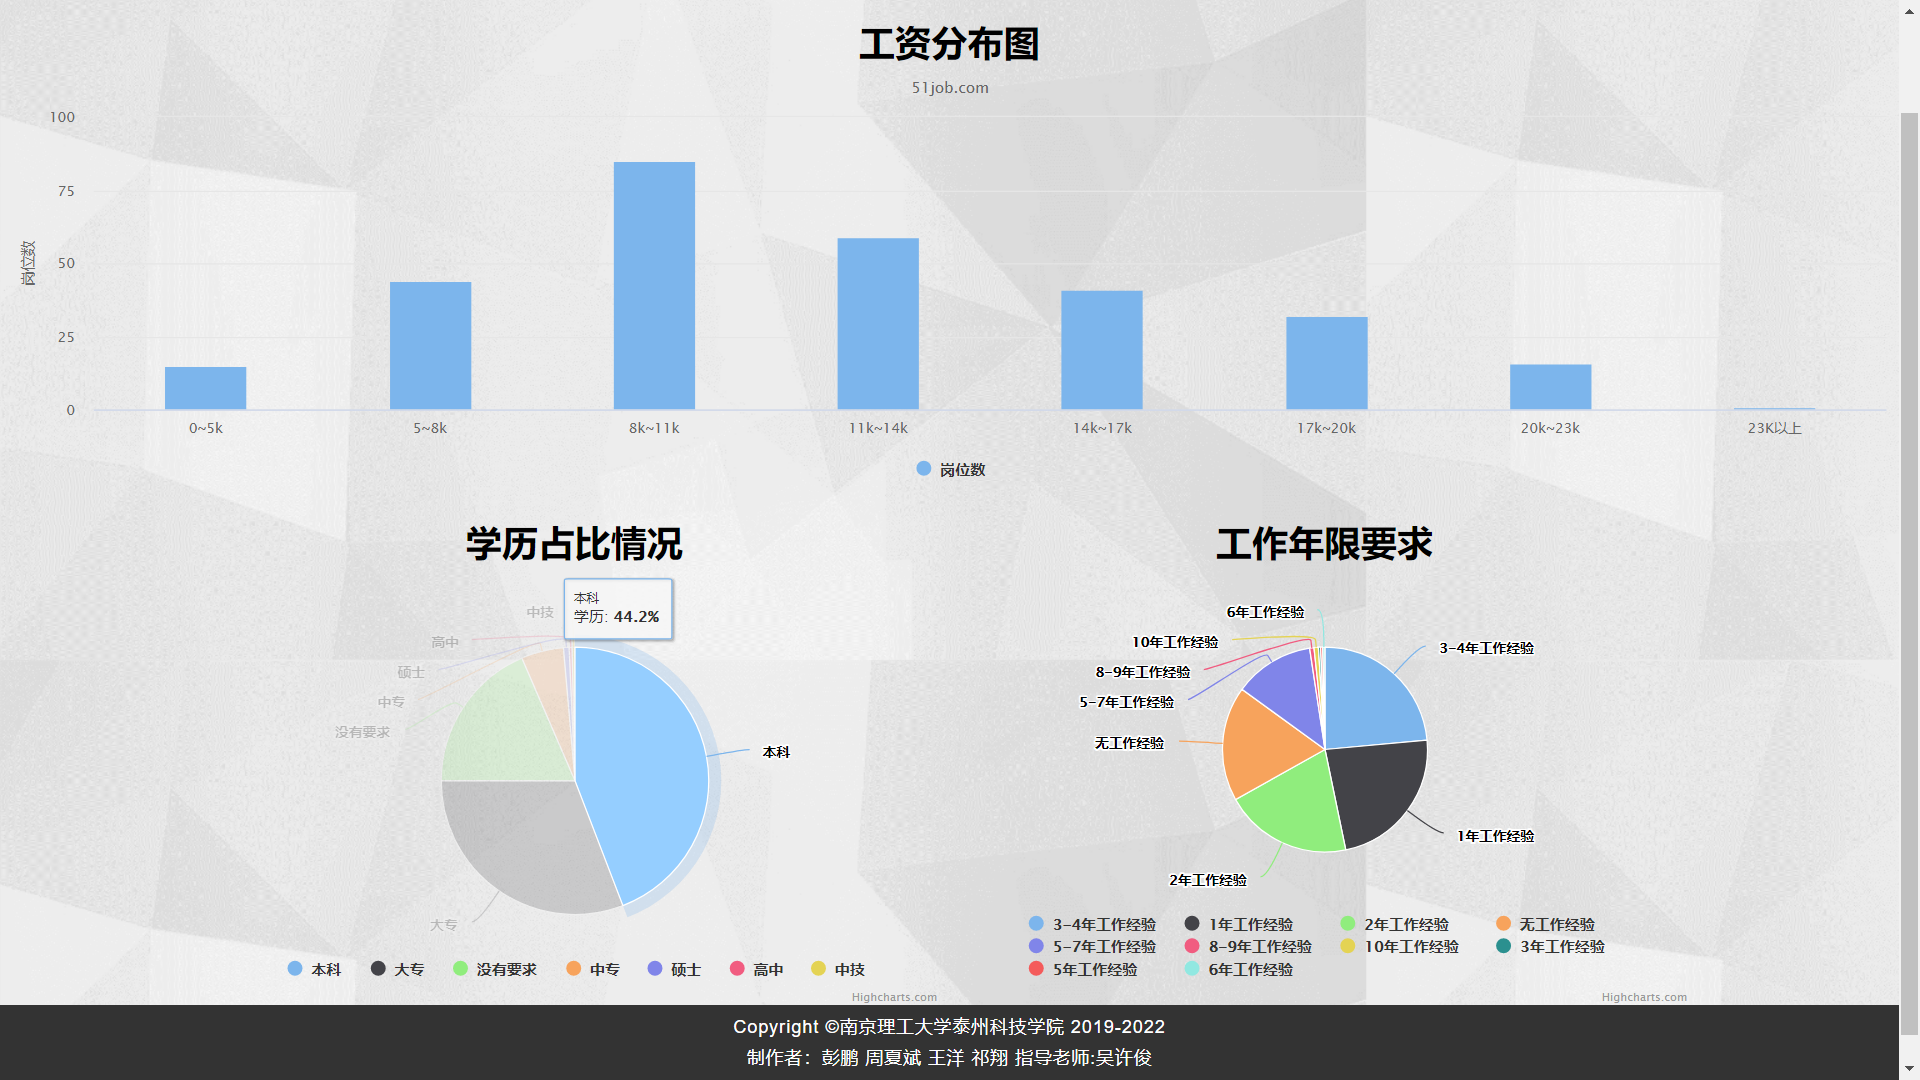 工资分布图
51job.com
100
75
50
25
0
岗位数
0~5k
5~8k
8k~11k
11k~14k
14k~17k
17k~20k
20k~23k
23K以上
岗位数
学历占比情况
本科
学历: 44.2%
中技
高中
硕士
中专
没有要求
大专
本科
本科 大专 没有要求 中专 硕士 高中 中技
Highcharts.com
工作年限要求
6年工作经验
10年工作经验
8-9年工作经验
5-7年工作经验
无工作经验
3-4年工作经验
1年工作经验
2年工作经验
3-4年工作经验 1年工作经验 2年工作经验 无工作经验
5-7年工作经验 8-9年工作经验 10年工作经验 3年工作经验
5年工作经验 6年工作经验
Highcharts.com
Copyright ©南京理工大学泰州科技学院 2019-2022
制作者：彭鹏 周夏斌 王洋 祁翔 指导老师:吴许俊